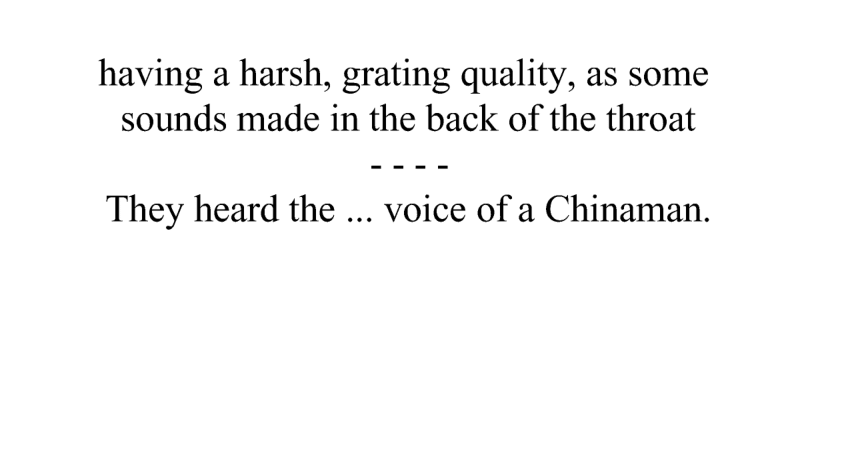 having a harsh, grating quality, as some
sounds made in the back of the throat
- - - -
They heard the ... voice of a Chinaman.